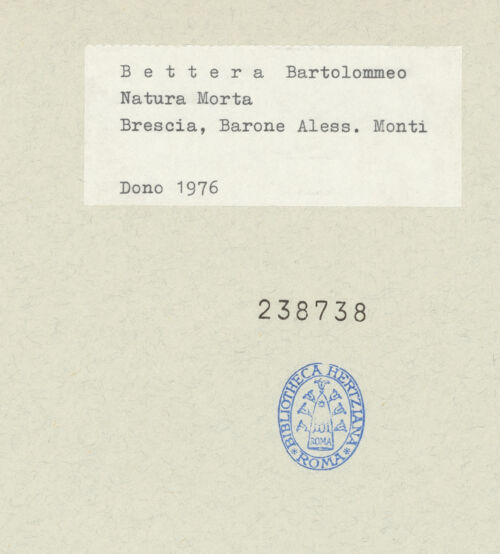 B e t t e r a Bartolommeo
Natura Morta
Brescia, Barone Aless. Monti
Dono 1976
238738
BIBLIOTHECA HERTZIANA
ROMA
* ROMA *